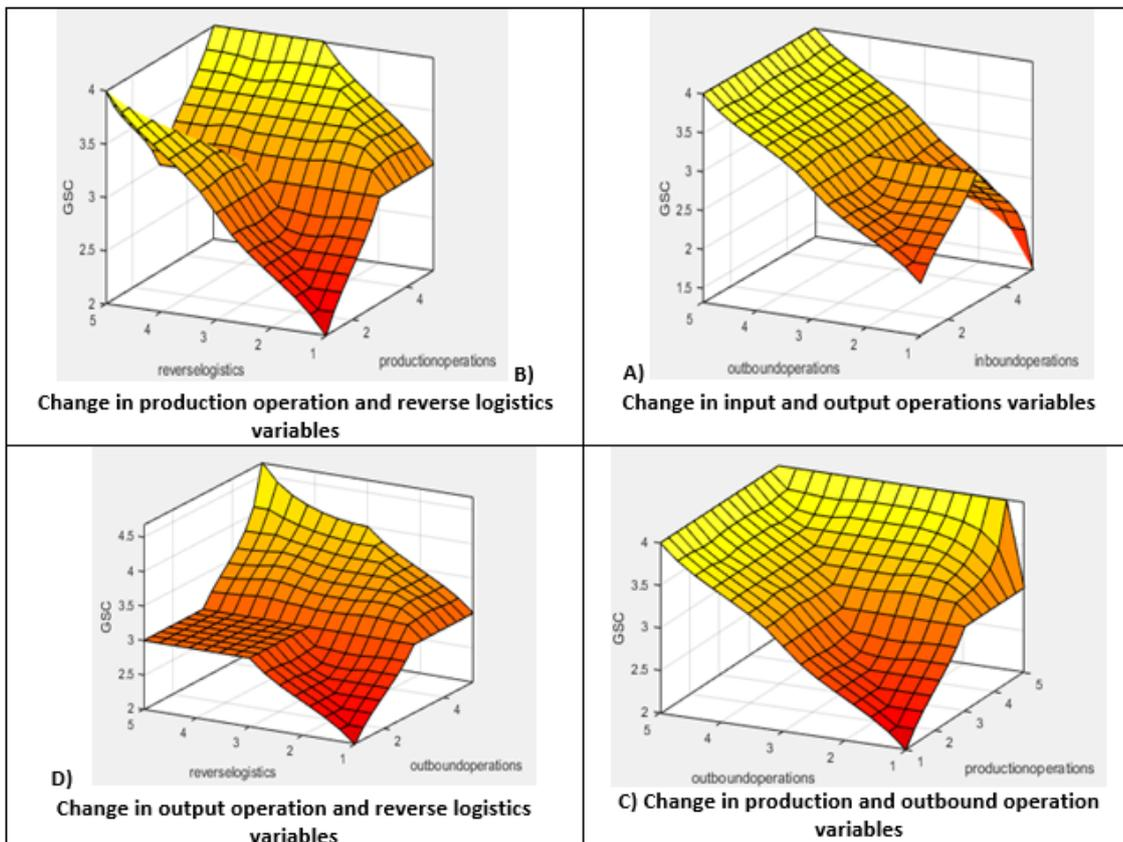 4
3.5
3
2.5
2
GSC
5
4
3
2
1
2
4
reverselogistics
productionoperations
B)
Change in production operation and reverse logistics
variables
4
3.5
3
2.5
2
1.5
GSC
5
4
3
2
1
2
4
outboundoperations
inboundoperations
A)
Change in input and output operations variables
4.5
4
3.5
3
2.5
2
GSC
5
4
3
2
1
2
4
reverselogistics
outboundoperations
D)
Change in output operation and reverse logistics
variables
4
3.5
3
2.5
2
GSC
5
4
3
2
1
1
2
3
4
5
outboundoperations
productionoperations
C) Change in production and outbound operation
variables